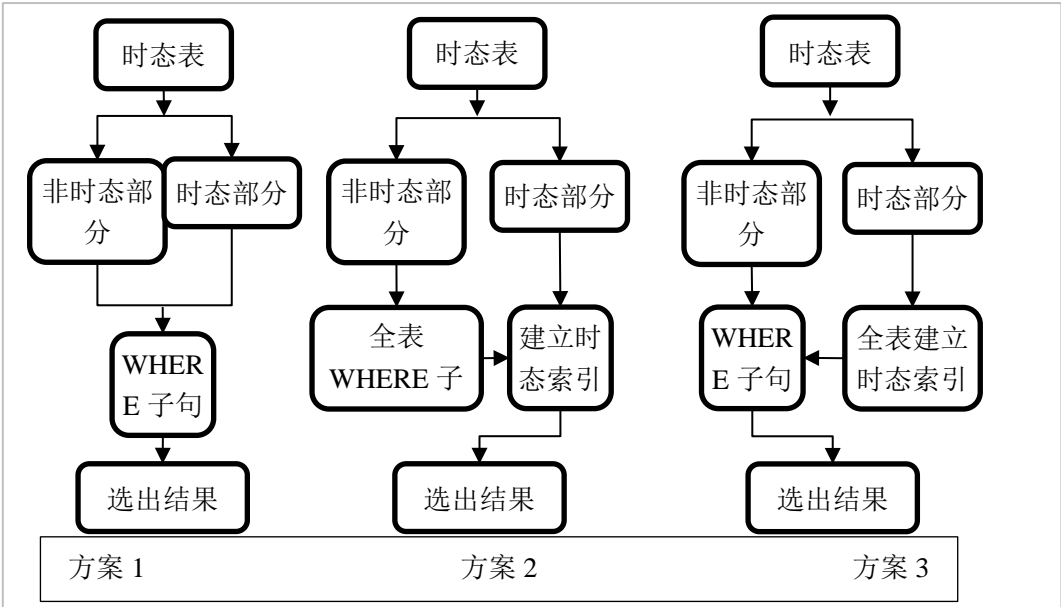 时态表
非时态部
分
时态部分
WHER
E 子句
选出结果
时态表
非时态部
分
时态部分
全表
WHERE 子
建立时
态索引
选出结果
时态表
非时态部
分
时态部分
WHER
E 子句
全表建立
时态索引
选出结果
方案 1 方案 2 方案 3